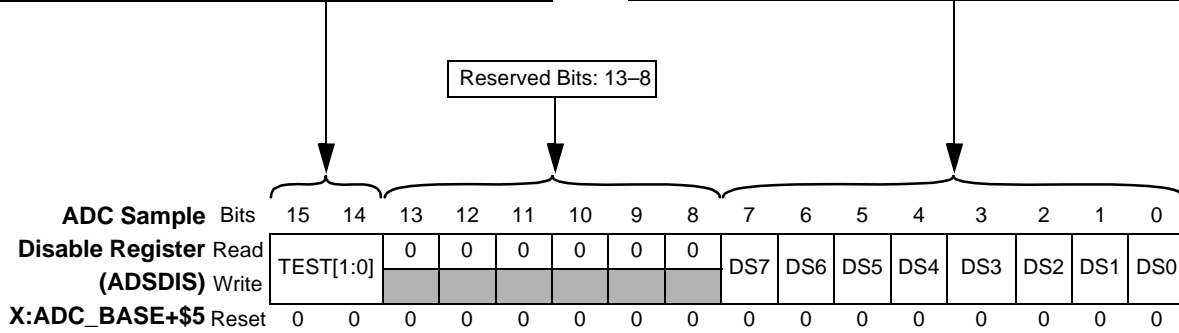 Reserved Bits: 13–8
ADC Sample Bits 15 14 13 12 11 10 9 8 7 6 5 4 3 2 1 0
Disable Register Read TEST[1:0] 0 0 0 0 0 0 DS7 DS6 DS5 DS4 DS3 DS2 DS1 DS0
(ADSDIS) Write
X:ADC_BASE+$5 Reset 0 0 0 0 0 0 0 0 0 0 0 0 0 0 0 0